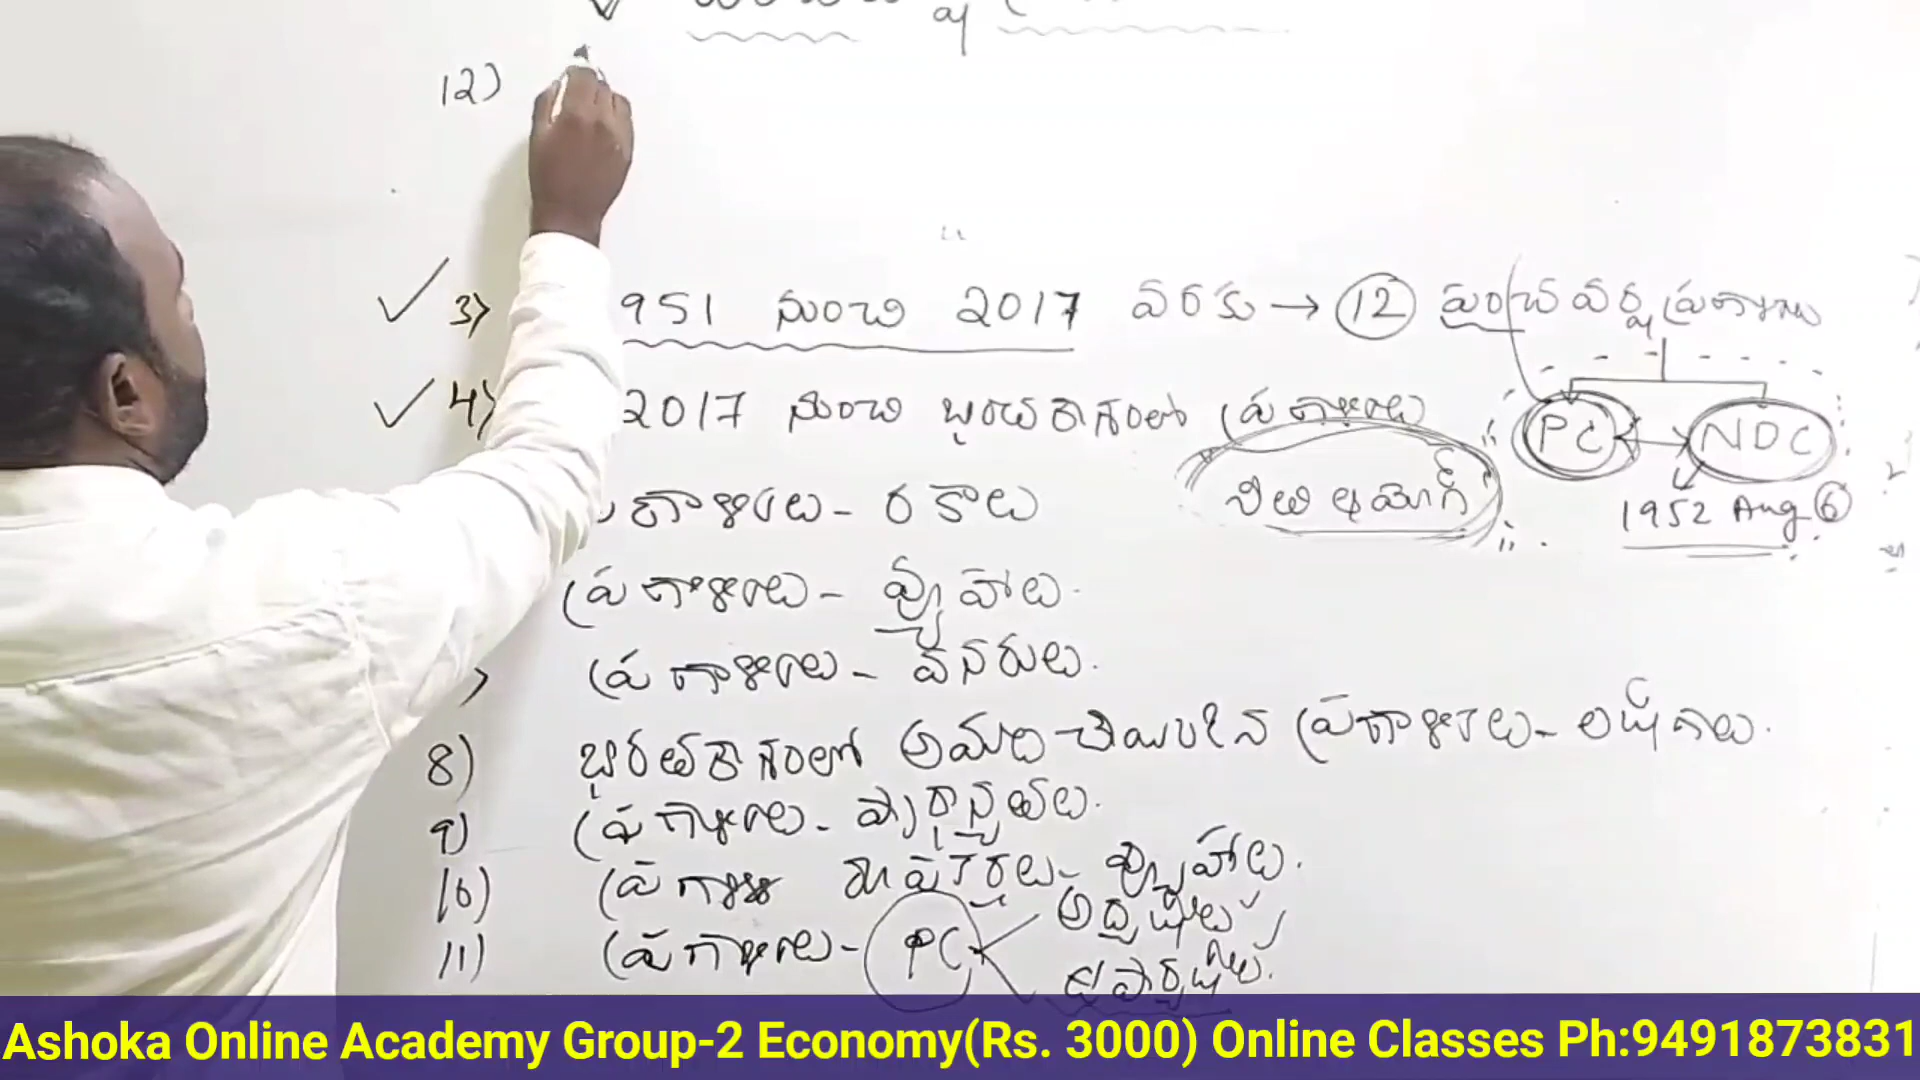 12)
3) 951 నుంచి 2017 వరకు → 12 పంచవర్ష ప్రణాళికలు
4) 2017 నుంచి భారతదేశంలో ప్రణాళికలు
PC NDC
నీతి ఆయోగ్
1952 Aug 6
ప్రణాళికలు - రకాలు
ప్రణాళికలు - వ్యూహాలు.
ప్రణాళికలు - వనరులు.
8) భారతదేశంలో అమలు చేయబడిన ప్రణాళికలు - లక్ష్యాలు.
9) ప్రణాళికలు -
10) ప్రణాళిక రూపకర్తలు - వ్యూహాలు.
11) ప్రణాళికలు - PC అధ్యక్షులు
ఉపాధ్యక్షులు.
Ashoka Online Academy Group-2 Economy(Rs. 3000) Online Classes Ph:9491873831